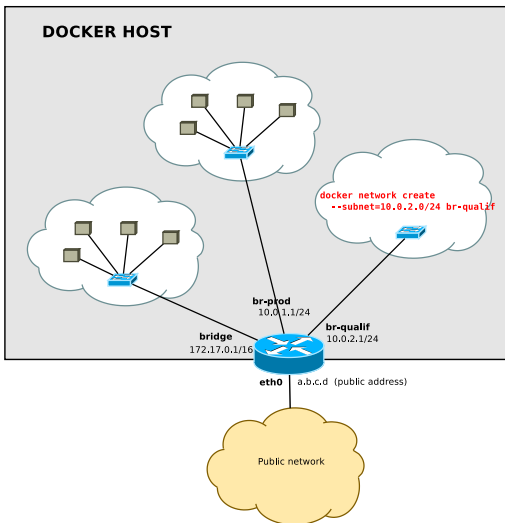 DOCKER HOST
docker network create
--subnet=10.0.2.0/24 br-qualif
br-prod
10.0.1.1/24
bridge
172.17.0.1/16
br-qualif
10.0.2.1/24
eth0 a.b.c.d (public address)
Public network